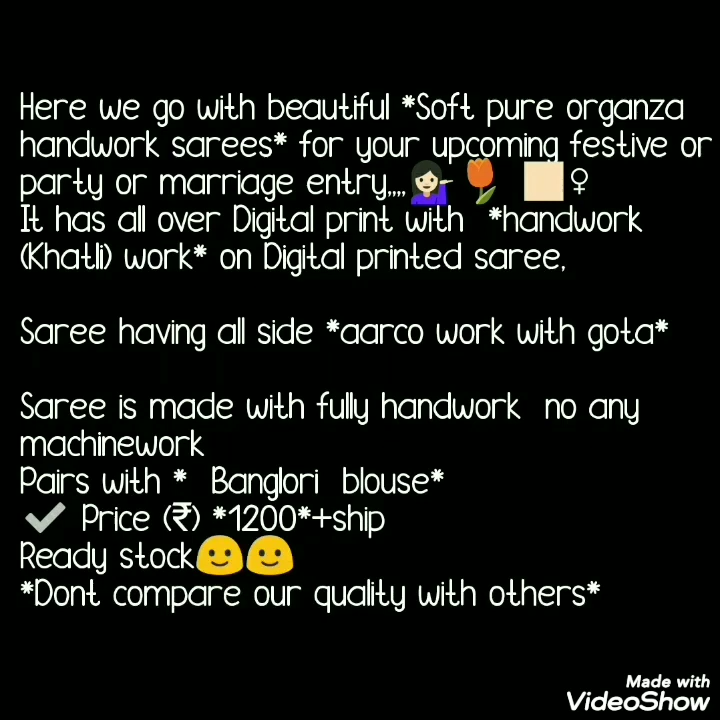 Here we go with beautiful *Soft pure organza
handwork sarees* for your upcoming festive or
party or marriage entry,,,,💁🏻🌷 🏻♀
It has all over Digital print with *handwork
(Khatli) work* on Digital printed saree,
Saree having all side *aarco work with gota*
Saree is made with fully handwork no any
machinework
Pairs with * Banglori blouse*
✔ Price (₹) *1200*+ship
Ready stock🙂🙂
*Dont compare our quality with others*
Made with
VideoShow